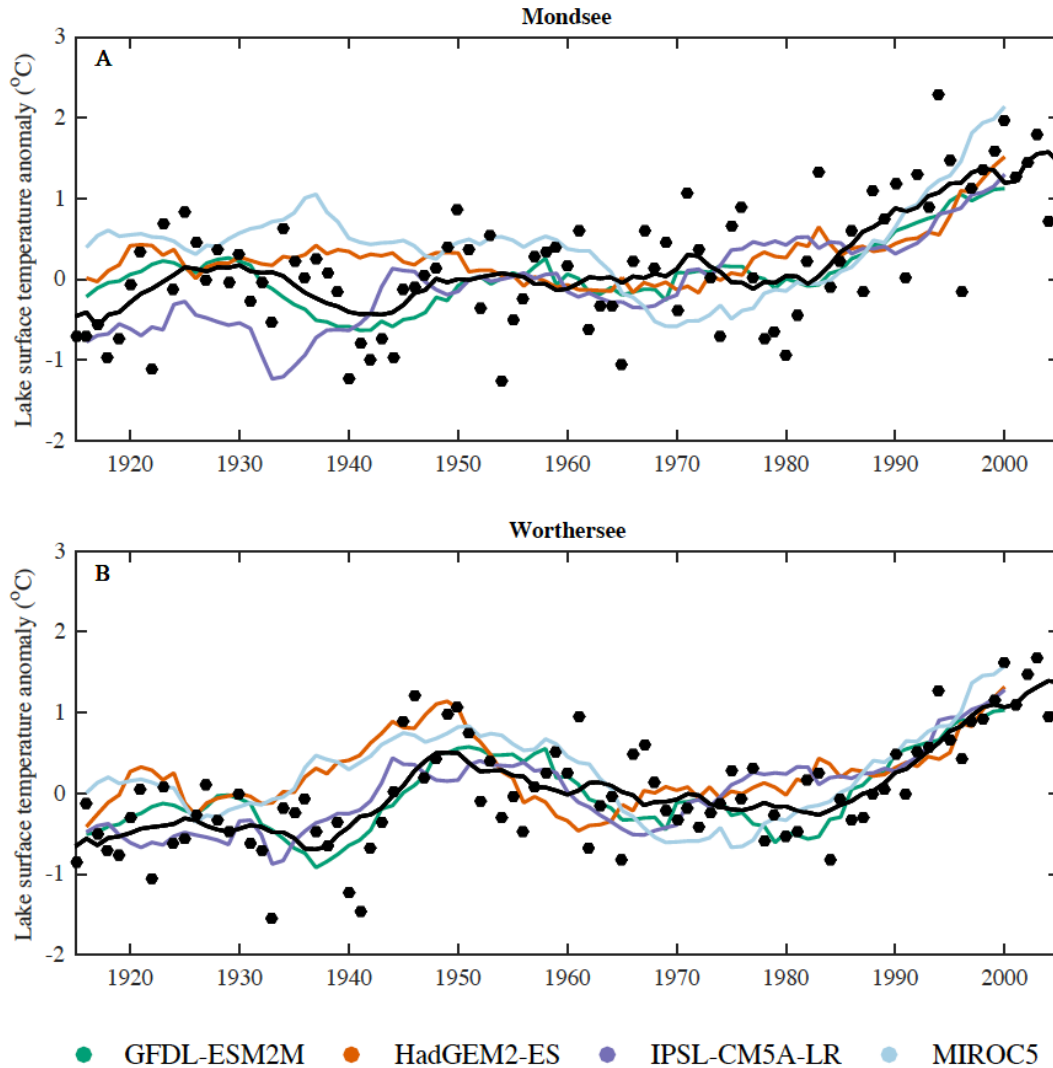 Mondsee
A
Lake surface temperature anomaly (°C)
3
2
1
0
-1
-2
1920 1930 1940 1950 1960 1970 1980 1990 2000
Worthersee
B
Lake surface temperature anomaly (°C)
3
2
1
0
-1
-2
1920 1930 1940 1950 1960 1970 1980 1990 2000
GFDL-ESM2M HadGEM2-ES IPSL-CM5A-LR MIROC5